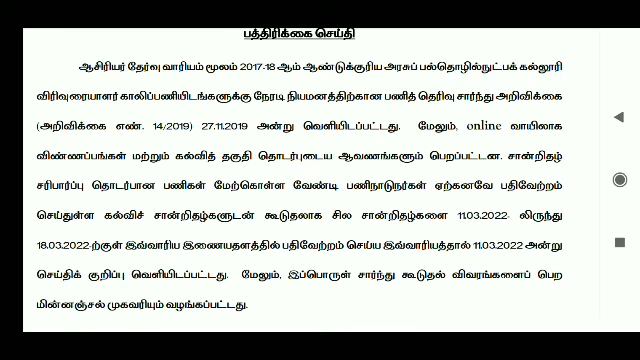 பத்திரிக்கை செய்தி
ஆசிரியர் தேர்வு வாரியம் மூலம் 2017-18 ஆம் ஆண்டுக்குரிய அரசுப் பல்தொழில்நுட்பக் கல்லூரி
விரிவுரையாளர் காலிப்பணியிடங்களுக்கு நேரடி நியமனத்திற்கான பணித் தெரிவு சார்ந்து அறிவிக்கை
(அறிவிக்கை எண். 14/2019) 27.11.2019 அன்று வெளியிடப்பட்டது. மேலும், online வாயிலாக
விண்ணப்பங்கள் மற்றும் கல்வித் தகுதி தொடர்புடைய ஆவணங்களும் பெறப்பட்டன. சான்றிதழ்
சரிபார்ப்பு தொடர்பான பணிகள் மேற்கொள்ள வேண்டி பணிநாடுநர்கள் ஏற்கனவே பதிவேற்றம்
செய்துள்ள கல்விச் சான்றிதழ்களுடன் கூடுதலாக சில சான்றிதழ்களை 11.03.2022- லிருந்து
18.03.2022-ற்குள் இவ்வாரிய இணையதளத்தில் பதிவேற்றம் செய்ய இவ்வாரியத்தால் 11.03.2022 அன்று
செய்திக் குறிப்பு வெளியிடப்பட்டது. மேலும், இப்பொருள் சார்ந்து கூடுதல் விவரங்களைப் பெற
மின்னஞ்சல் முகவரியும் வழங்கப்பட்டது.